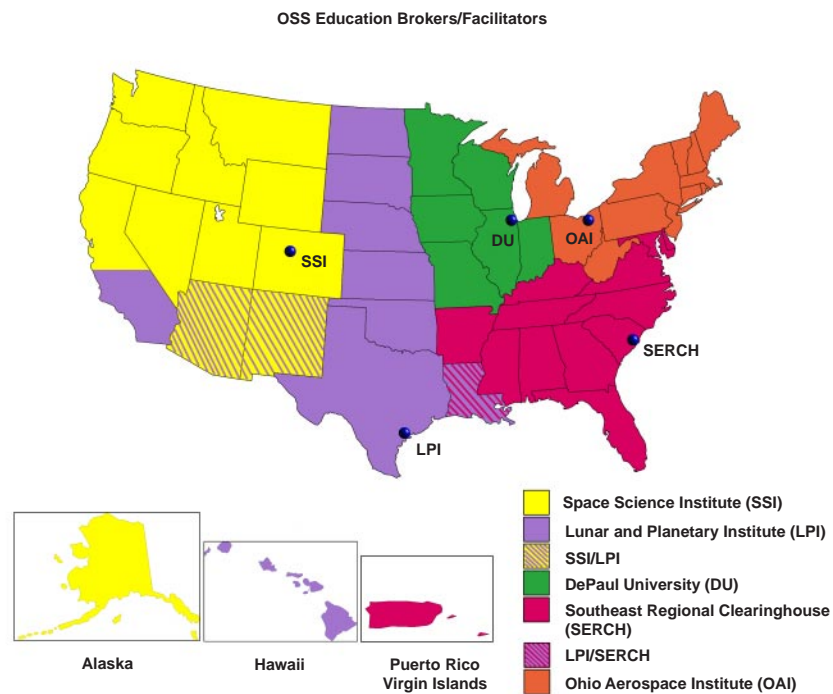 OSS Education Brokers/Facilitators
DU
OAI
SSI
SERCH
LPI
Space Science Institute (SSI)
Lunar and Planetary Institute (LPI)
SSI/LPI
DePaul University (DU)
Southeast Regional Clearinghouse
(SERCH)
LPI/SERCH
Ohio Aerospace Institute (OAI)
Alaska
Hawaii
Puerto Rico
Virgin Islands